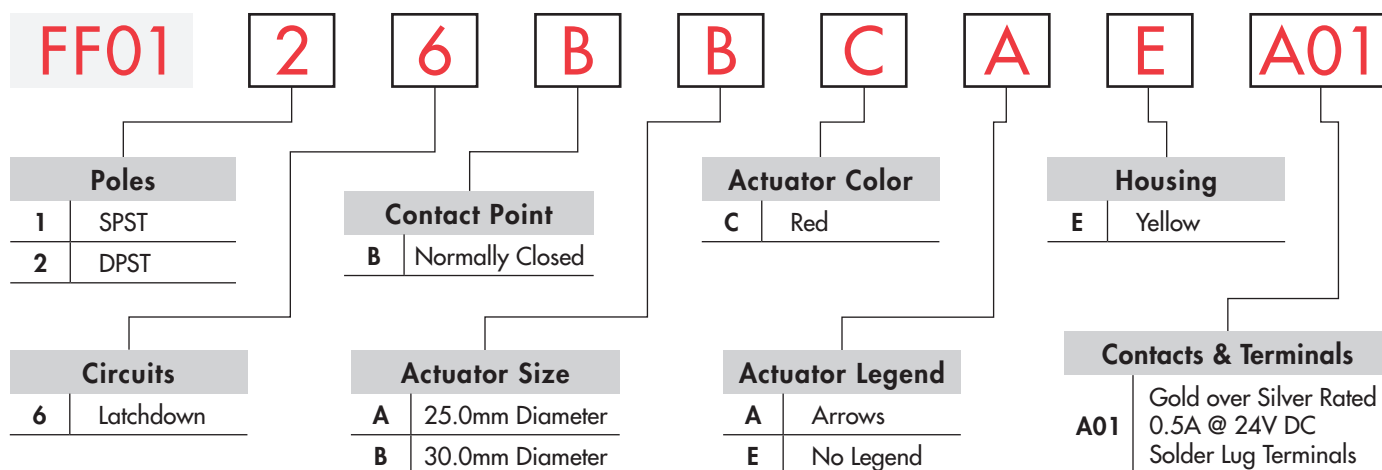 FF01 2 6 B B C A E A01
Poles
1 SPST
2 DPST
Contact Point
B Normally Closed
Actuator Color
C Red
Housing
E Yellow
Circuits
6 Latchdown
Actuator Size
A 25.0mm Diameter
B 30.0mm Diameter
Actuator Legend
A Arrows
E No Legend
Contacts & Terminals
Gold over Silver Rated
A01 0.5A @ 24V DC
Solder Lug Terminals